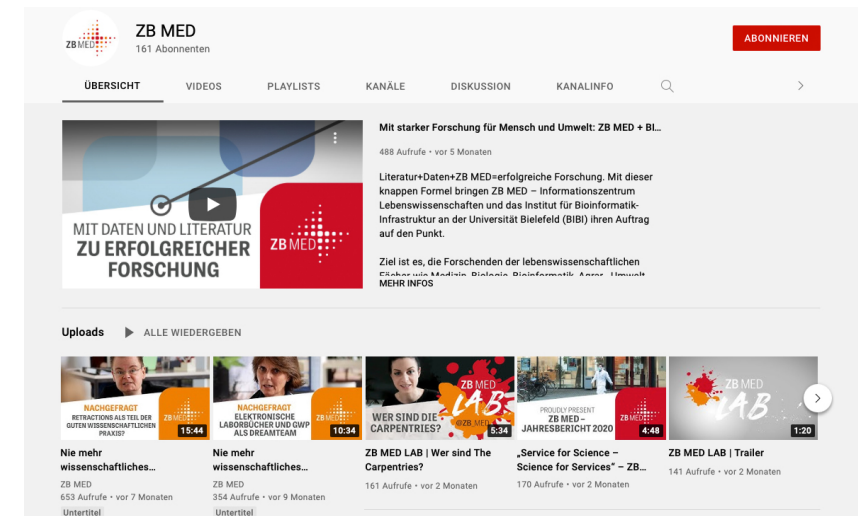 ZB MED
ZB MED
161 Abonnenten
ABONNIEREN
ÜBERSICHT VIDEOS PLAYLISTS KANÄLE DISKUSSION KANALINFO
MIT DATEN UND LITERATUR
ZU ERFOLGREICHER
FORSCHUNG
ZB MED
Mit starker Forschung für Mensch und Umwelt: ZB MED + BI...
488 Aufrufe • vor 5 Monaten
Literatur+Daten+ZB MED=erfolgreiche Forschung. Mit dieser
knappen Formel bringen ZB MED – Informationszentrum
Lebenswissenschaften und das Institut für Bioinformatik-
Infrastruktur an der Universität Bielefeld (BIBI) ihren Auftrag
auf den Punkt.
Ziel ist es, die Forschenden der lebenswissenschaftlichen
Fächer wie Medizin, Biologie, Bioinformatik, Agrar-, Umwelt
MEHR INFOS
Uploads ALLE WIEDERGEBEN
NACHGEFRAGT
RETRACTIONS ALS TEIL DER
GUTEN WISSENSCHAFTLICHEN
PRAXIS?
ZB MED
15:44
Nie mehr
wissenschaftliches...
ZB MED
653 Aufrufe • vor 7 Monaten
Untertitel
NACHGEFRAGT
ELEKTRONISCHE
LABORBÜCHER UND GWP
ALS DREAMTEAM
ZB MED
10:34
Nie mehr
wissenschaftliches...
ZB MED
354 Aufrufe • vor 9 Monaten
Untertitel
WER SIND DIE
CARPENTRIES?
ZB MED
LAB
@ZB_MED
5:34
ZB MED LAB | Wer sind The
Carpentries?
161 Aufrufe • vor 2 Monaten
PROUDLY PRESENT
ZB MED –
JAHRESBERICHT 2020
ZB MED
4:48
„Service for Science –
Science for Services" – ZB...
170 Aufrufe • vor 2 Monaten
ZB MED
LAB
1:20
ZB MED LAB | Trailer
141 Aufrufe • vor 2 Monaten